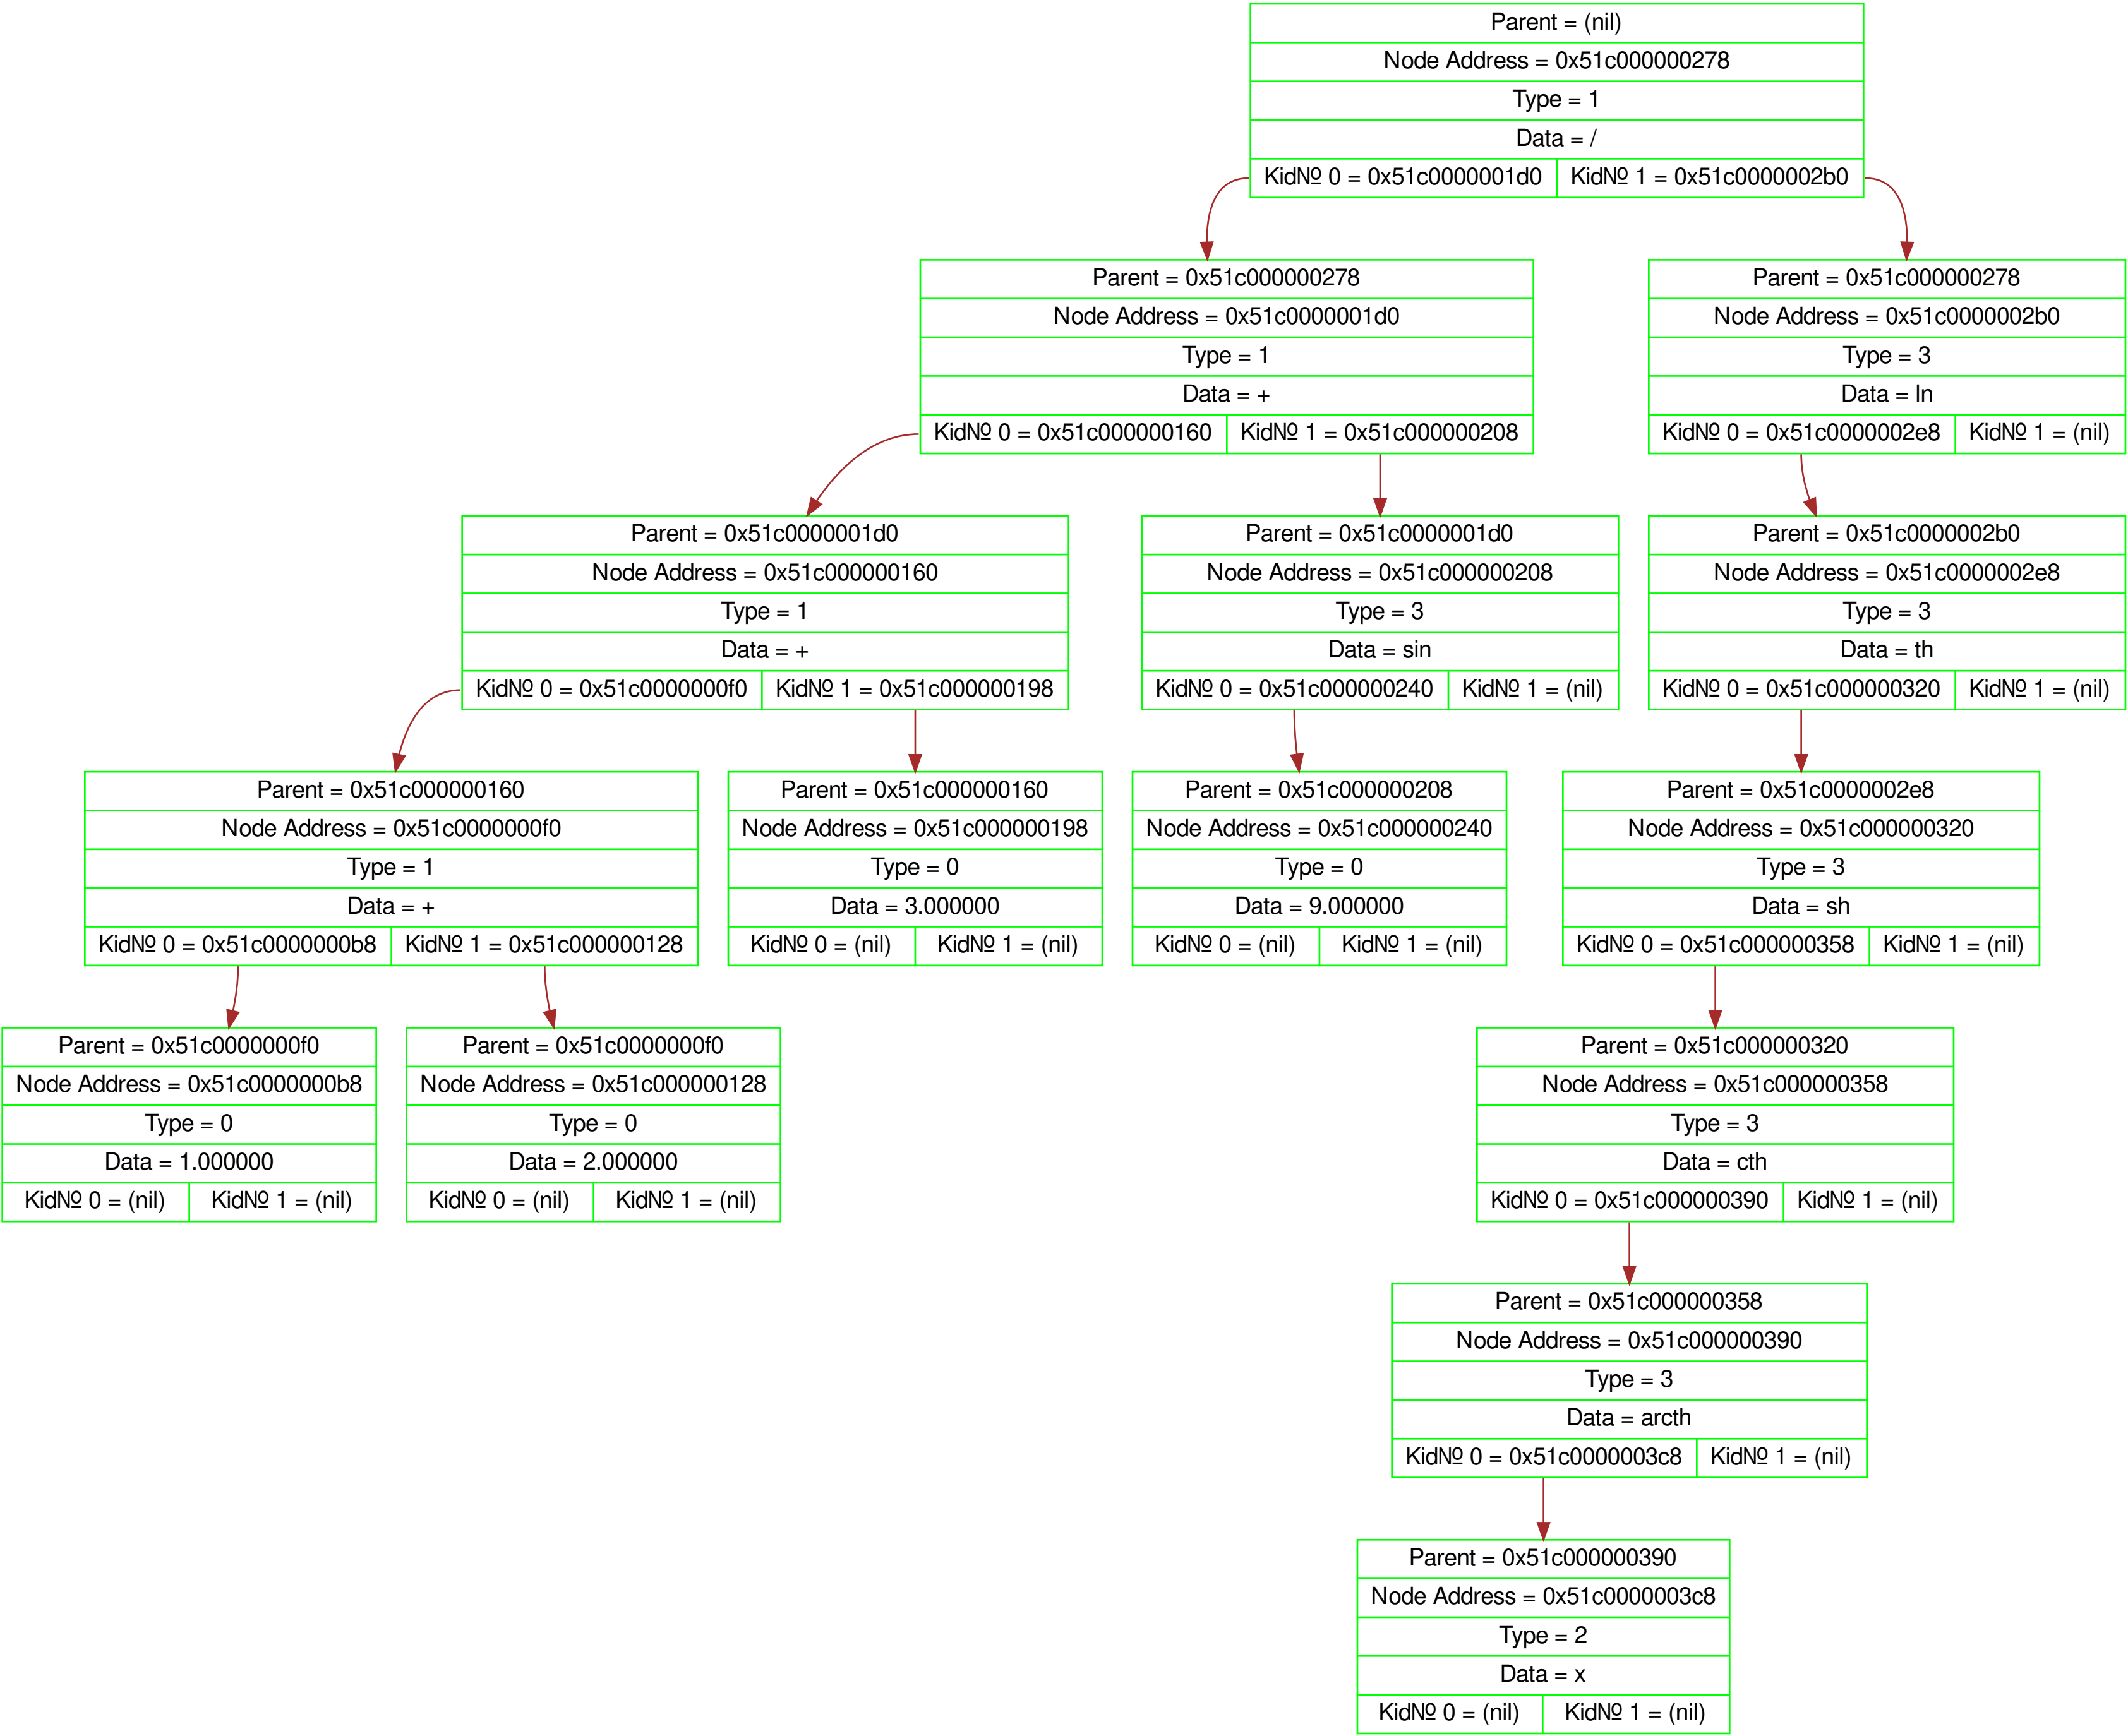 Parent = (nil)
Node Address = 0x51c000000278
Type = 1
Data = /
KidNº 0 = 0x51c0000001d0 KidNº 1 = 0x51c0000002b0
Parent = 0x51c000000278
Node Address = 0x51c0000001d0
Type = 1
Data = +
KidNº 0 = 0x51c000000160 KidNº 1 = 0x51c000000208
Parent = 0x51c000000278
Node Address = 0x51c0000002b0
Type = 3
Data = ln
KidNº 0 = 0x51c0000002e8 KidNº 1 = (nil)
Parent = 0x51c0000001d0
Node Address = 0x51c000000160
Type = 1
Data = +
KidNº 0 = 0x51c0000000f0 KidNº 1 = 0x51c000000198
Parent = 0x51c0000001d0
Node Address = 0x51c000000208
Type = 3
Data = sin
KidNº 0 = 0x51c000000240 KidNº 1 = (nil)
Parent = 0x51c0000002b0
Node Address = 0x51c0000002e8
Type = 3
Data = th
KidNº 0 = 0x51c000000320 KidNº 1 = (nil)
Parent = 0x51c000000160
Node Address = 0x51c0000000f0
Type = 1
Data = +
KidNº 0 = 0x51c0000000b8 KidNº 1 = 0x51c000000128
Parent = 0x51c000000160
Node Address = 0x51c000000198
Type = 0
Data = 3.000000
KidNº 0 = (nil) KidNº 1 = (nil)
Parent = 0x51c000000208
Node Address = 0x51c000000240
Type = 0
Data = 9.000000
KidNº 0 = (nil) KidNº 1 = (nil)
Parent = 0x51c0000002e8
Node Address = 0x51c000000320
Type = 3
Data = sh
KidNº 0 = 0x51c000000358 KidNº 1 = (nil)
Parent = 0x51c0000000f0
Node Address = 0x51c0000000b8
Type = 0
Data = 1.000000
KidNº 0 = (nil) KidNº 1 = (nil)
Parent = 0x51c0000000f0
Node Address = 0x51c000000128
Type = 0
Data = 2.000000
KidNº 0 = (nil) KidNº 1 = (nil)
Parent = 0x51c000000320
Node Address = 0x51c000000358
Type = 3
Data = cth
KidNº 0 = 0x51c000000390 KidNº 1 = (nil)
Parent = 0x51c000000358
Node Address = 0x51c000000390
Type = 3
Data = arcth
KidNº 0 = 0x51c0000003c8 KidNº 1 = (nil)
Parent = 0x51c000000390
Node Address = 0x51c0000003c8
Type = 2
Data = x
KidNº 0 = (nil) KidNº 1 = (nil)